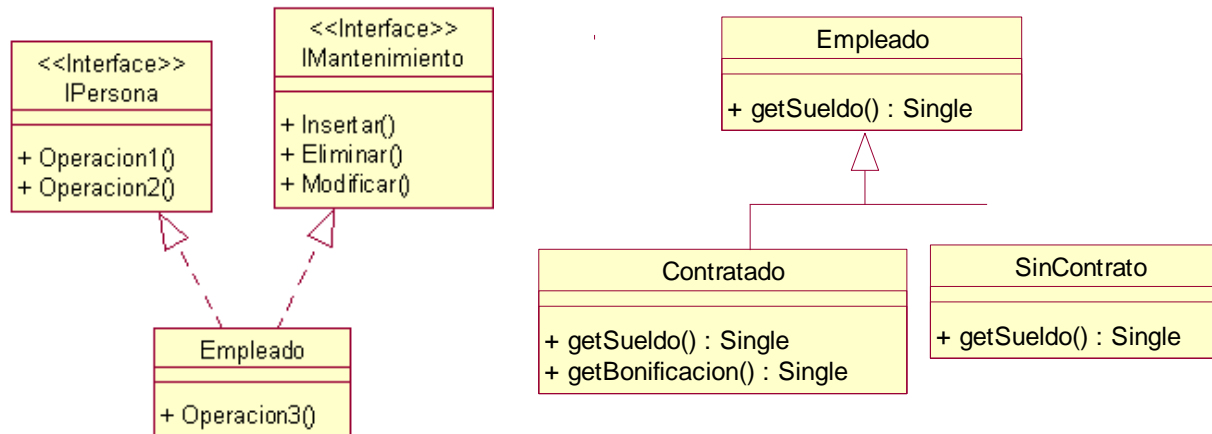 <<Interface>>
IPersona
+ Operacion1()
+ Operacion2()
<<Interface>>
IMantenimiento
+ Insertar()
+ Eliminar()
+ Modificar()
Empleado
+ Operacion3()
Empleado
+ getSueldo() : Single
Contratado
+ getSueldo() : Single
+ getBonificacion() : Single
SinContrato
+ getSueldo() : Single